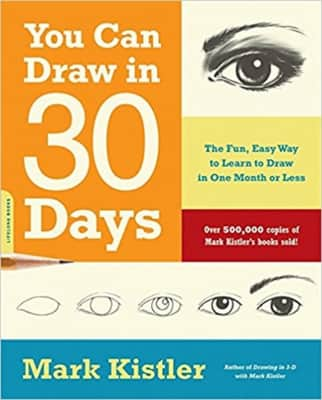 You Can
Draw in
30
Days
The Fun, Easy Way
to Learn to Draw
in One Month or Less
LIFELONG BOOKS
Over 500,000 copies of
Mark Kistler's books sold!
Mark Kistler
Author of Drawing in 3-D
with Mark Kistler